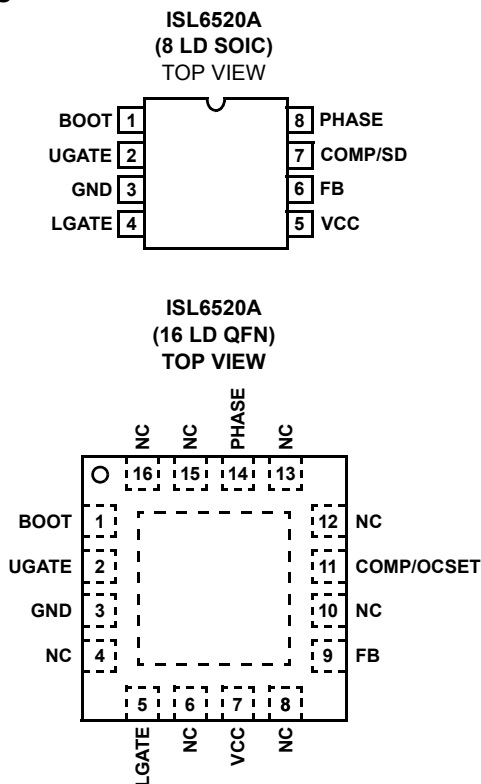 ISL6520A
(8 LD SOIC)
TOP VIEW
BOOT 1 8 PHASE
UGATE 2 7 COMP/SD
GND 3 6 FB
LGATE 4 5 VCC
ISL6520A
(16 LD QFN)
TOP VIEW
NC NC PHASE NC
16 15 14 13
BOOT 1 12 NC
UGATE 2 11 COMP/OCSET
GND 3 10 NC
NC 4 9 FB
5 6 7 8
LGATE NC VCC NC